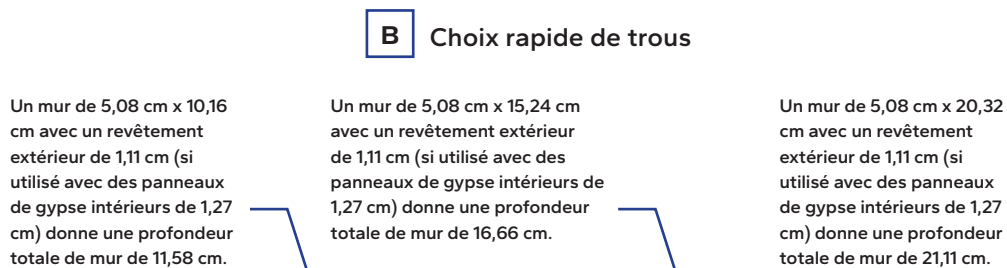 B Choix rapide de trous
Un mur de 5,08 cm x 10,16
cm avec un revêtement
extérieur de 1,11 cm (si
utilisé avec des panneaux
de gypse intérieurs de 1,27
cm) donne une profondeur
totale de mur de 11,58 cm.
Un mur de 5,08 cm x 15,24 cm
avec un revêtement extérieur
de 1,11 cm (si utilisé avec des
panneaux de gypse intérieurs de
1,27 cm) donne une profondeur
totale de mur de 16,66 cm.
Un mur de 5,08 cm x 20,32
cm avec un revêtement
extérieur de 1,11 cm (si
utilisé avec des panneaux
de gypse intérieurs de 1,27
cm) donne une profondeur
totale de mur de 21,11 cm.